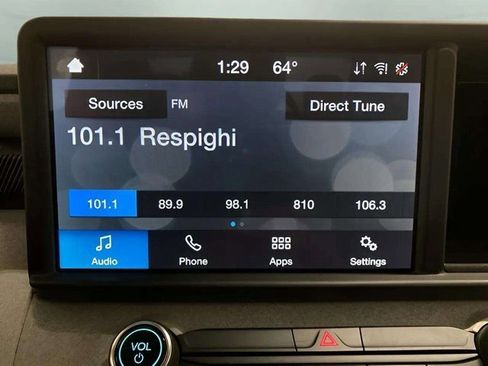 1:29 64°
Sources FM Direct Tune
101.1 Respighi
101.1 89.9 98.1 810 106.3
Audio Phone Apps Settings
VOL